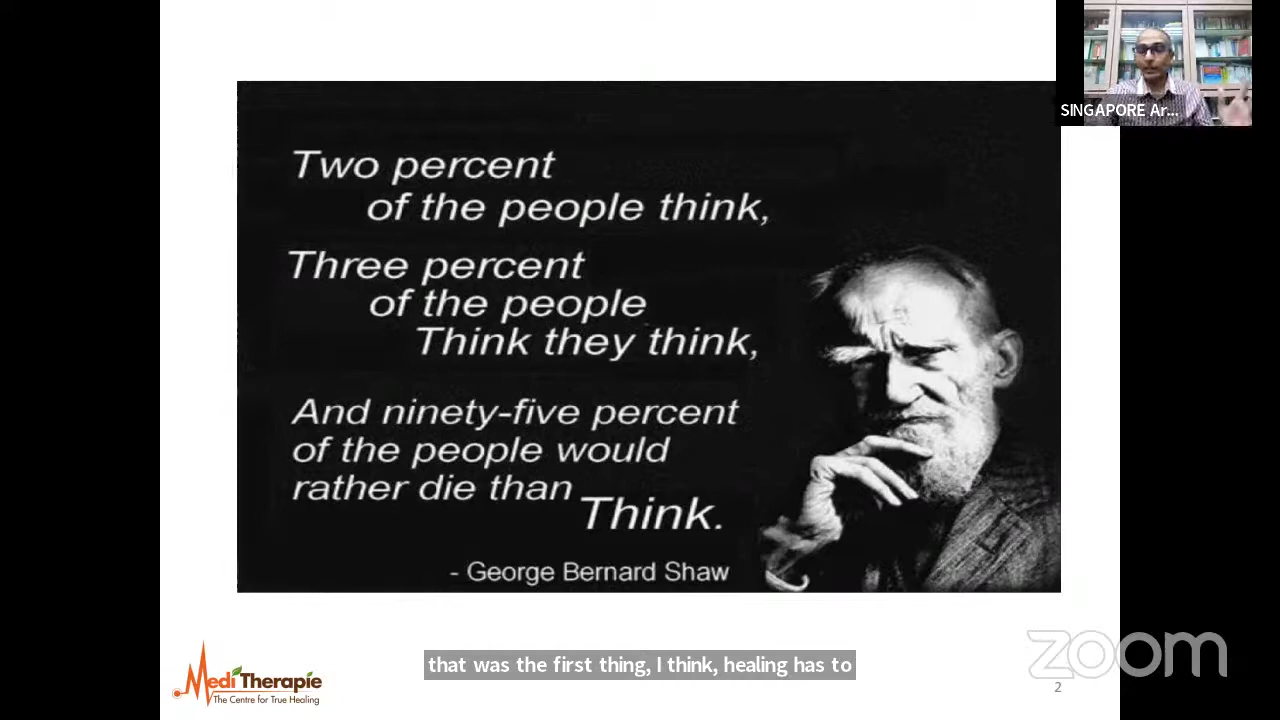 SINGAPORE Ar...
Two percent
of the people think,
Three percent
of the people
Think they think,
And ninety-five percent
of the people would
rather die than
Think.
- George Bernard Shaw
that was the first thing, I think, healing has to
zoom
2
Medi Therapie
The Centre for True Healing